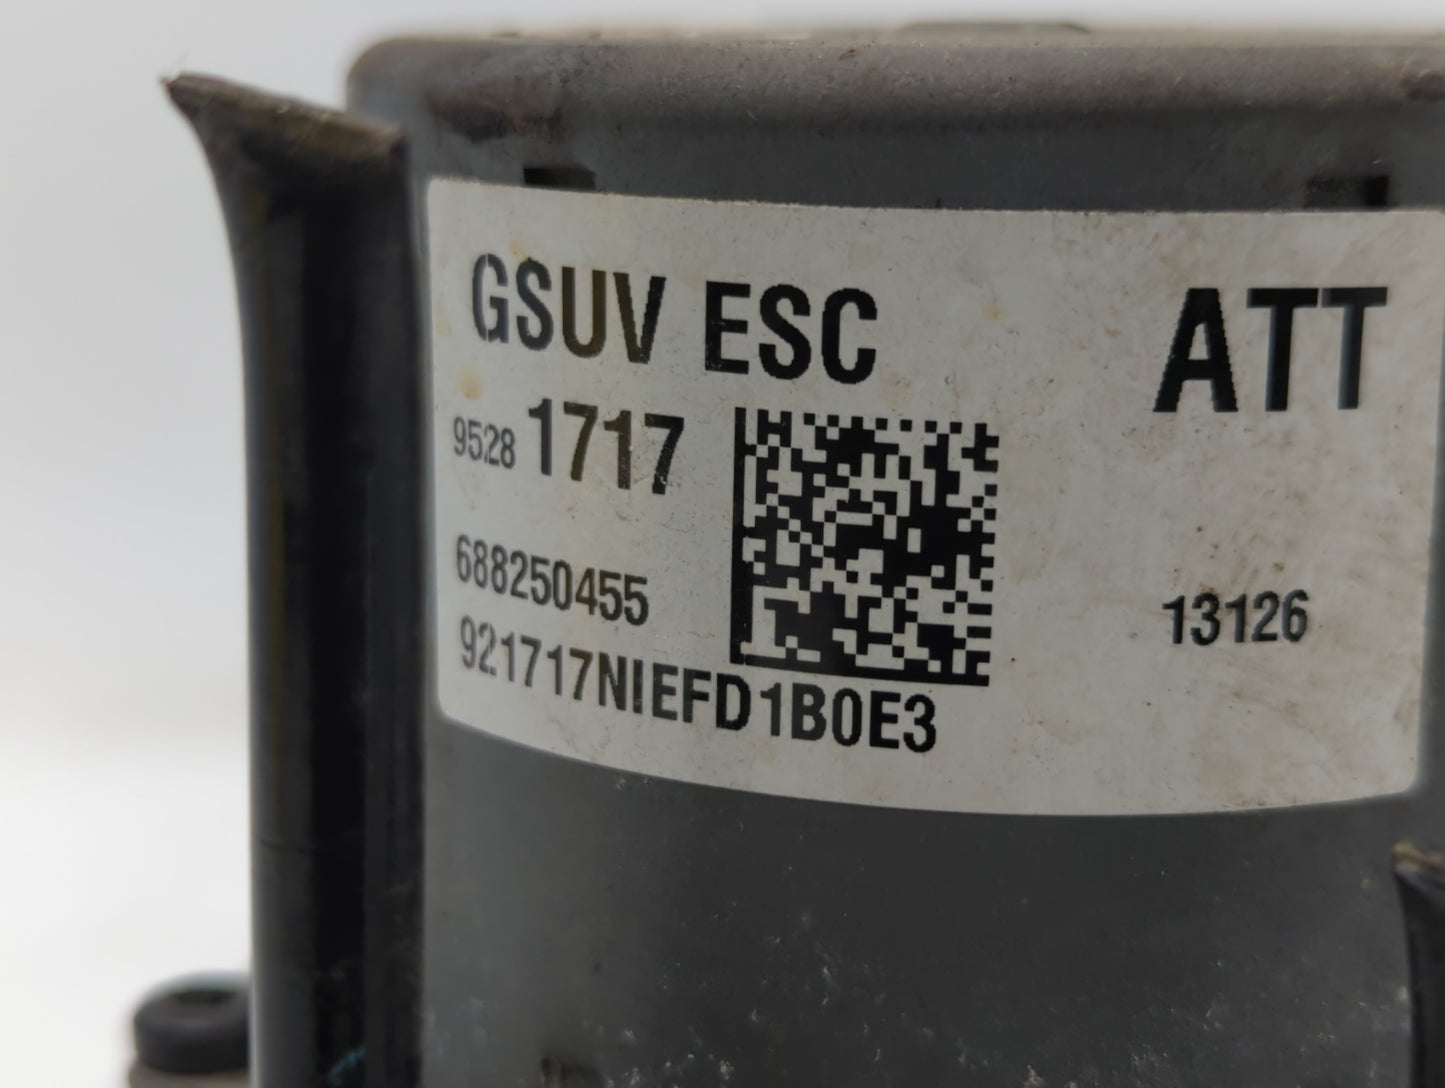 GSUV ESC ATT
9528 1717
688250455 13126
921717NIEFD1B0E3